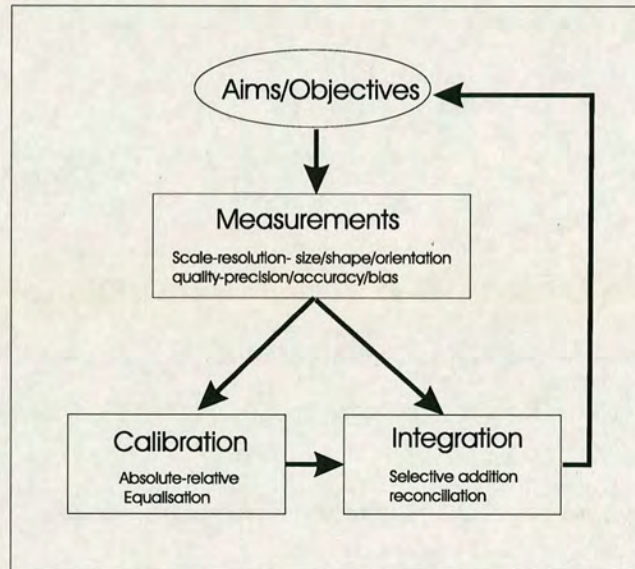 Aims/Objectives
Measurements
Scale-resolution- size/shape/orientation
quality-precision/accuracy/bias
Calibration
Absolute-relative
Equalisation
Integration
Selective addition
reconciliation